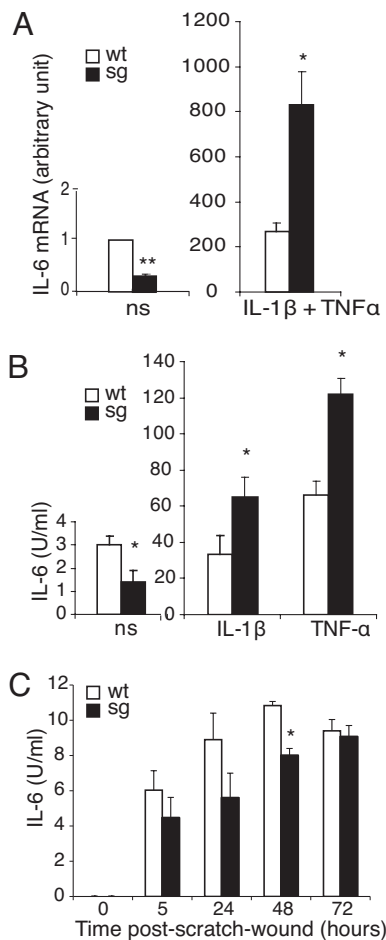 A
wt
sg
IL-6 mRNA (arbitrary unit)
2
1
0
**
ns
1200
1000
800
600
400
200
0
*
IL-1β + TNFα
B
wt
sg
IL-6 (U/ml)
4
3
2
1
0
*
ns
140
120
100
80
60
40
20
0
*
*
IL-1β
TNF-α
C
wt
sg
IL-6 (U/ml)
12
10
8
6
4
2
0
*
0 5 24 48 72
Time post-scratch-wound (hours)